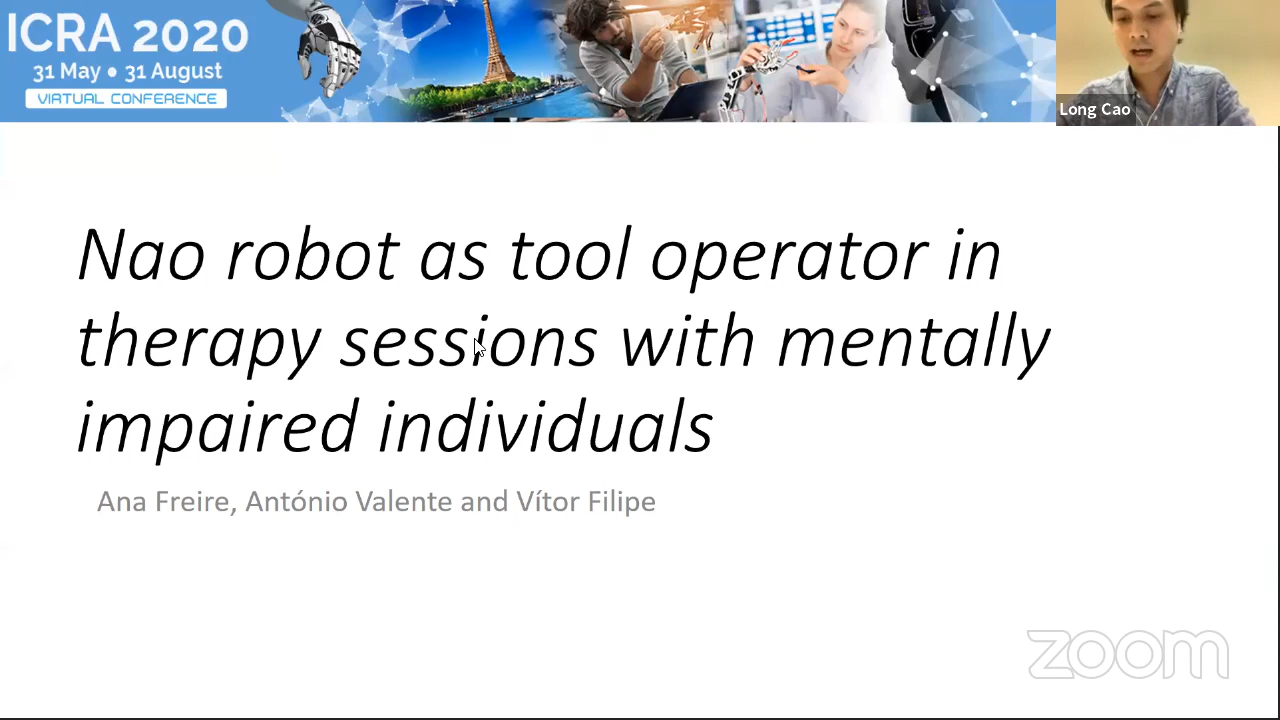 ICRA 2020
31 May • 31 August
VIRTUAL CONFERENCE
Long Cao
Nao robot as tool operator in
therapy sessions with mentally
impaired individuals
Ana Freire, António Valente and Vítor Filipe
zoom